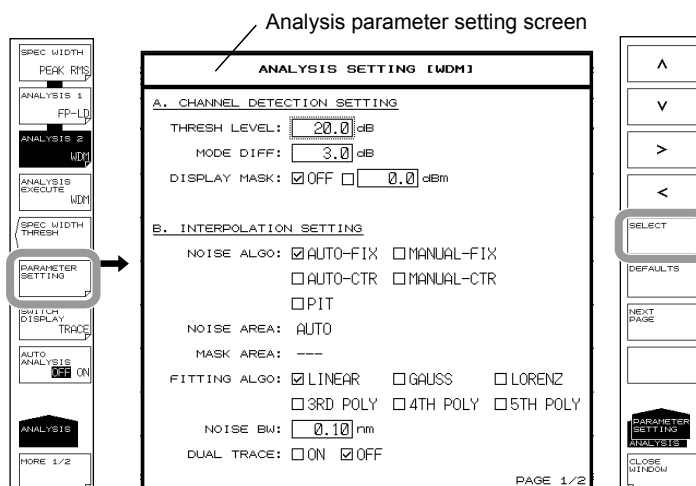 Analysis parameter setting screen
SPEC WIDTH
PEAK RMS
ANALYSIS 1
FP-LD
ANALYSIS 2
WDM
ANALYSIS
EXECUTE
WDM
SPEC WIDTH
THRESH
PARAMETER
SETTING
SWITCH
DISPLAY
TRACE
AUTO
ANALYSIS
OFF ON
ANALYSIS
MORE 1/2
ANALYSIS SETTING [WDM]
A. CHANNEL DETECTION SETTING
THRESH LEVEL: 20.0 dB
MODE DIFF: 3.0 dB
DISPLAY MASK: ☑OFF ☐ 0.0 dBm
B. INTERPOLATION SETTING
NOISE ALGO: ☑AUTO-FIX ☐MANUAL-FIX
☐AUTO-CTR ☐MANUAL-CTR
☐PIT
NOISE AREA: AUTO
MASK AREA: ---
FITTING ALGO: ☑LINEAR ☐GAUSS ☐LORENZ
☐3RD POLY ☐4TH POLY ☐5TH POLY
NOISE BW: 0.10 nm
DUAL TRACE: ☐ON ☑OFF
PAGE 1/2
∧
∨
>
<
SELECT
DEFAULTS
NEXT
PAGE
PARAMETER
SETTING
ANALYSIS
CLOSE
WINDOW